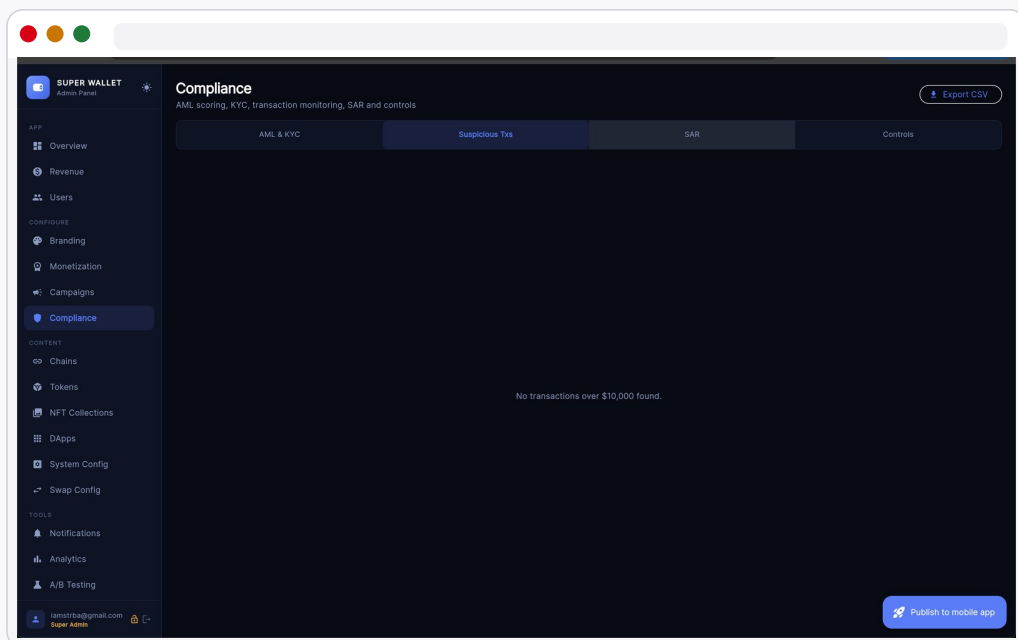 SUPER WALLET
Admin Panel
APP
Overview
Revenue
Users
CONFIGURE
Branding
Monetization
Campaigns
Compliance
CONTENT
Chains
Tokens
NFT Collections
DApps
System Config
Swap Config
TOOLS
Notifications
Analytics
A/B Testing
iamstrba@gmail.com
Super Admin
Compliance
AML scoring, KYC, transaction monitoring, SAR and controls
Export CSV
AML & KYC
Suspicious Txs
SAR
Controls
No transactions over $10,000 found.
Publish to mobile app